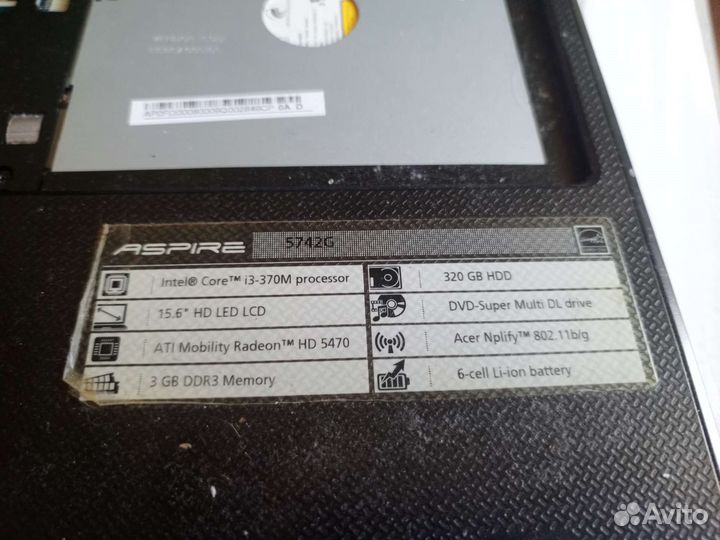 ASPIRE 5742G
Intel® Core™ i3-370M processor
15.6" HD LED LCD
ATI Mobility Radeon™ HD 5470
3 GB DDR3 Memory
320 GB HDD
DVD-Super Multi DL drive
Acer Nplify™ 802.11b/g
6-cell Li-ion battery
Avito